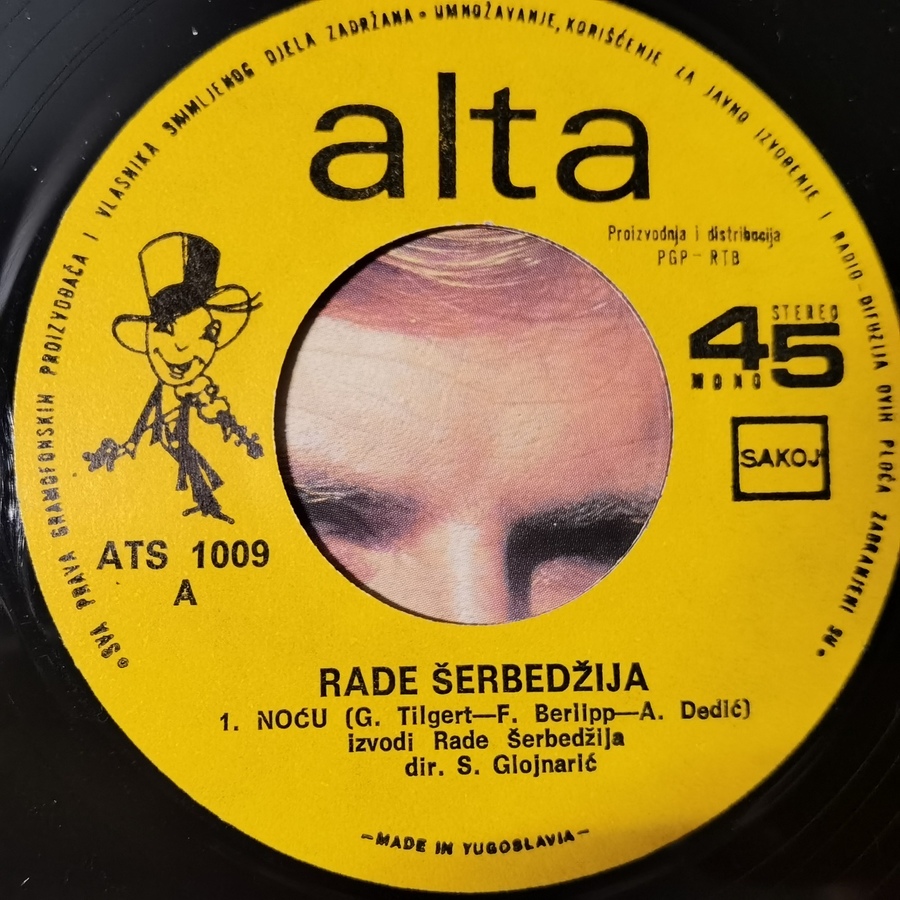 SVA PRAVA GRAMOFONSKIH PROIZVOĐAČA I VLASNIKA SNIMLJENOG DJELA ZADRŽANA • UMNOŽAVANJE, KORIŠĆENJE ZA JAVNO IZVOĐENJE I RADIO-DIFUZIJA OVIH PLOČA ZABRANJENI SU •
alta
Proizvodnja i distribucija
PGP - RTB
STEREO
45
MONO
SAKOJ
ATS 1009
A
RADE ŠERBEDŽIJA
1. NOĆU (G. Tilgert—F. Berlipp—A. Dedić)
izvodi Rade Šerbedžija
dir. S. Glojnarić
—MADE IN YUGOSLAVIA—